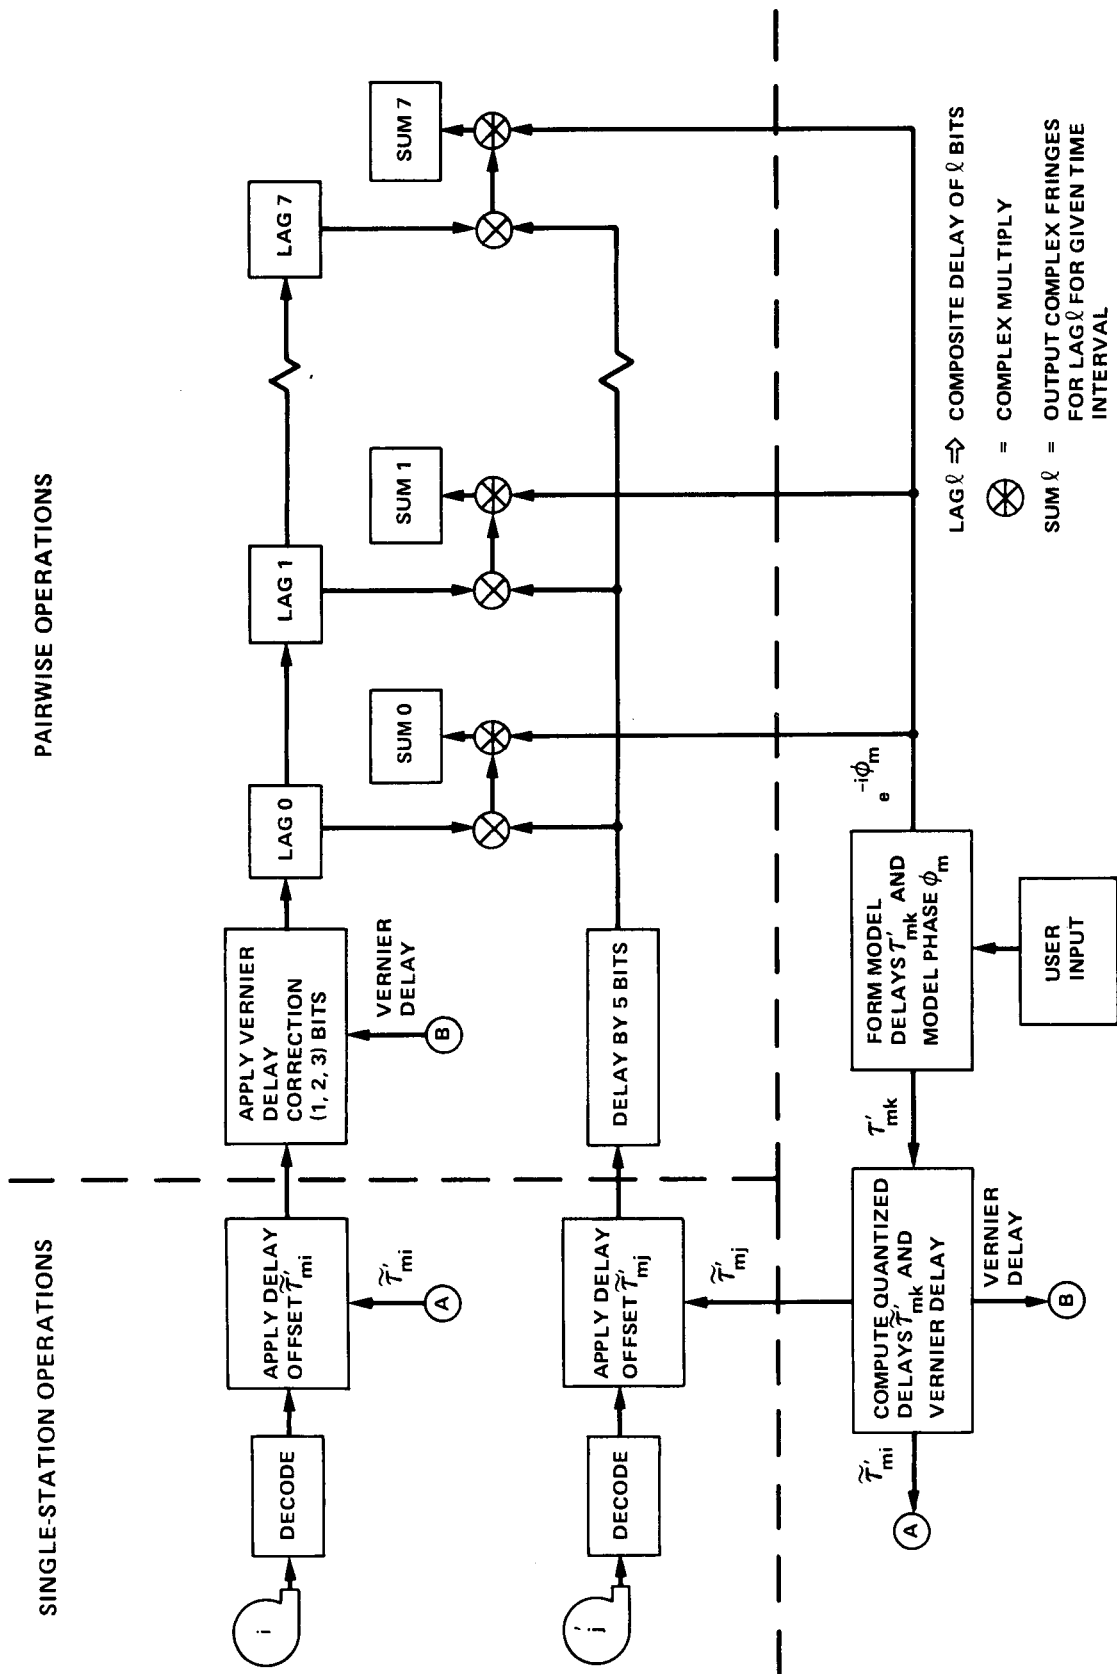 SINGLE-STATION OPERATIONS
PAIRWISE OPERATIONS
i
DECODE
APPLY DELAY
OFFSET τ̃′mi
τ̃′mi
A
APPLY VERNIER
DELAY
CORRECTION
(1, 2, 3) BITS
VERNIER
DELAY
B
LAG 0
LAG 1
LAG 7
SUM 0
SUM 1
SUM 7
j
DECODE
APPLY DELAY
OFFSET τ̃′mj
τ̃′mj
DELAY BY 5 BITS
τ̃′mi
A
COMPUTE QUANTIZED
DELAYS τ̃′mk AND
VERNIER DELAY
VERNIER
DELAY
B
τ′mk
FORM MODEL
DELAYS τ′mk AND
MODEL PHASE ϕm
USER
INPUT
e^-iϕm
LAG ℓ ⇒ COMPOSITE DELAY OF ℓ BITS
⊗ = COMPLEX MULTIPLY
SUM ℓ = OUTPUT COMPLEX FRINGES
FOR LAG ℓ FOR GIVEN TIME
INTERVAL